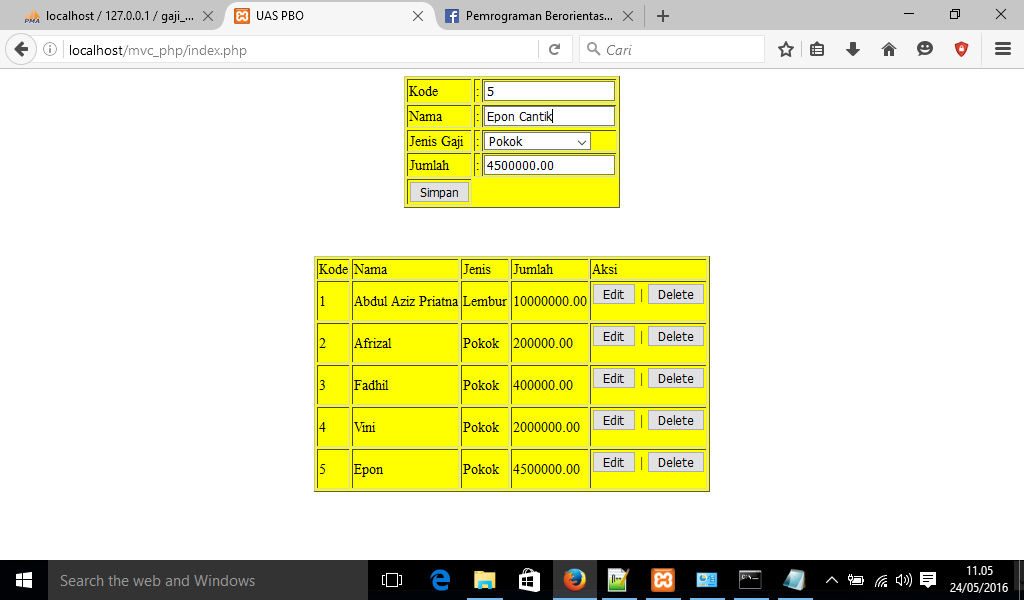 localhost / 127.0.0.1 / gaji_... UAS PBO Pemrograman Berorientas...
localhost/mvc_php/index.php Cari
Kode : 5
Nama : Epon Cantik
Jenis Gaji : Pokok
Jumlah : 4500000.00
Simpan
Kode Nama Jenis Jumlah Aksi
1 Abdul Aziz Priatna Lembur 10000000.00 Edit | Delete
2 Afrizal Pokok 200000.00 Edit | Delete
3 Fadhil Pokok 400000.00 Edit | Delete
4 Vini Pokok 2000000.00 Edit | Delete
5 Epon Pokok 4500000.00 Edit | Delete
Search the web and Windows
11.05
24/05/2016